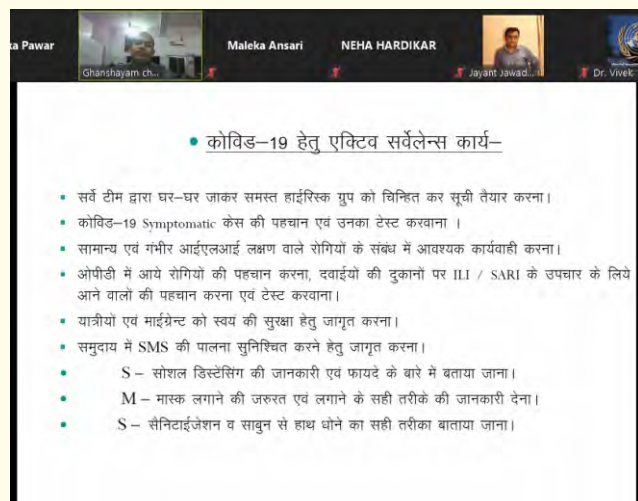 ka Pawar
Maleka Ansari
NEHA HARDIKAR
Ghanshayam ch...
Jayant Jawad...
Dr. Vivek
• कोविड–19 हेतु एक्टिव सर्वेलेन्स कार्य–
• सर्वे टीम द्वारा घर–घर जाकर समस्त हाईरिस्क ग्रुप को चिन्हित कर सूची तैयार करना।
• कोविड–19 Symptomatic केस की पहचान एवं उनका टेस्ट करवाना ।
• सामान्य एवं गंभीर आईएलआई लक्षण वाले रोगियों के संबंध में आवश्यक कार्यवाही करना।
• ओपीडी में आये रोगियों की पहचान करना, दवाईयों की दुकानों पर ILI / SARI के उपचार के लिये
आने वालों की पहचान करना एवं टेस्ट करवाना।
• यात्रीयों एवं माईग्रेन्ट को स्वयं की सुरक्षा हेतु जागृत करना।
• समुदाय में SMS की पालना सुनिश्चित करने हेतु जागृत करना।
• S – सोशल डिस्टेंसिंग की जानकारी एवं फायदे के बारे में बताया जाना।
• M – मास्क लगाने की जरुरत एवं लगाने के सही तरीके की जानकारी देना।
• S – सैनिटाईजेशन व साबुन से हाथ धोने का सही तरीका बाताया जाना।